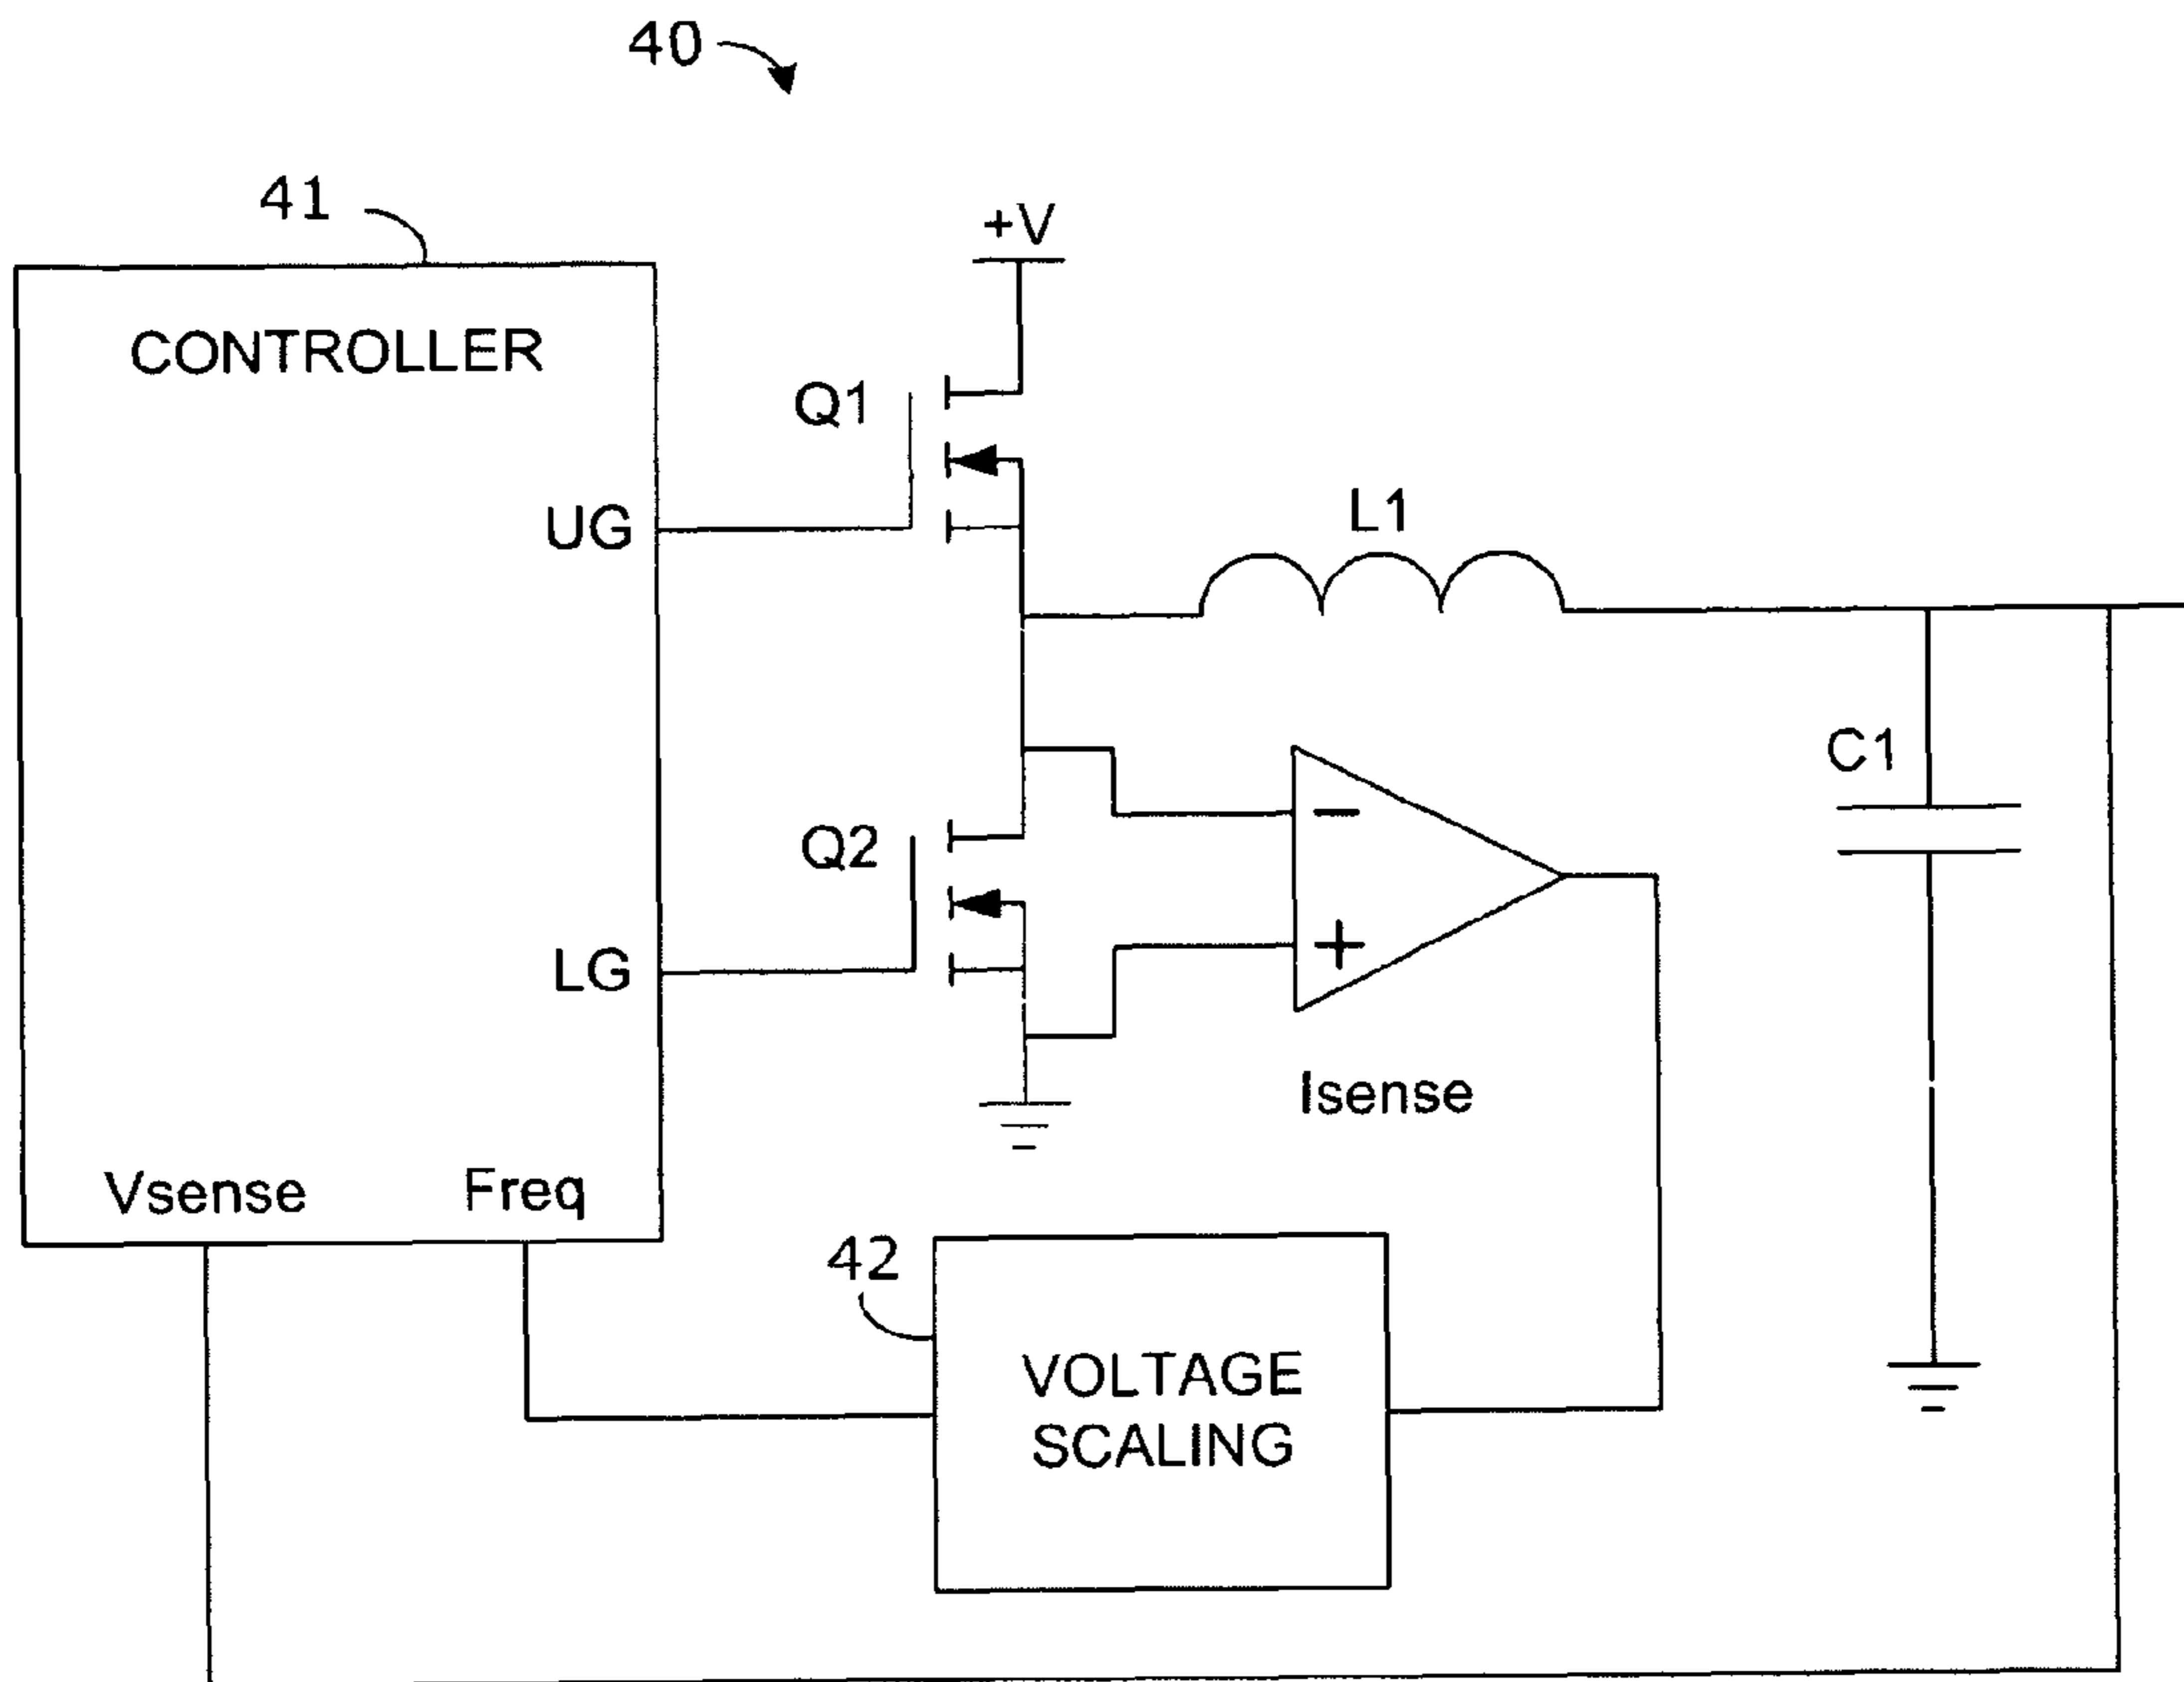 40
41
+V
CONTROLLER
Q1
UG
L1
C1
Q2
−
+
LG
Isense
Vsense
Freq
42
VOLTAGE
SCALING